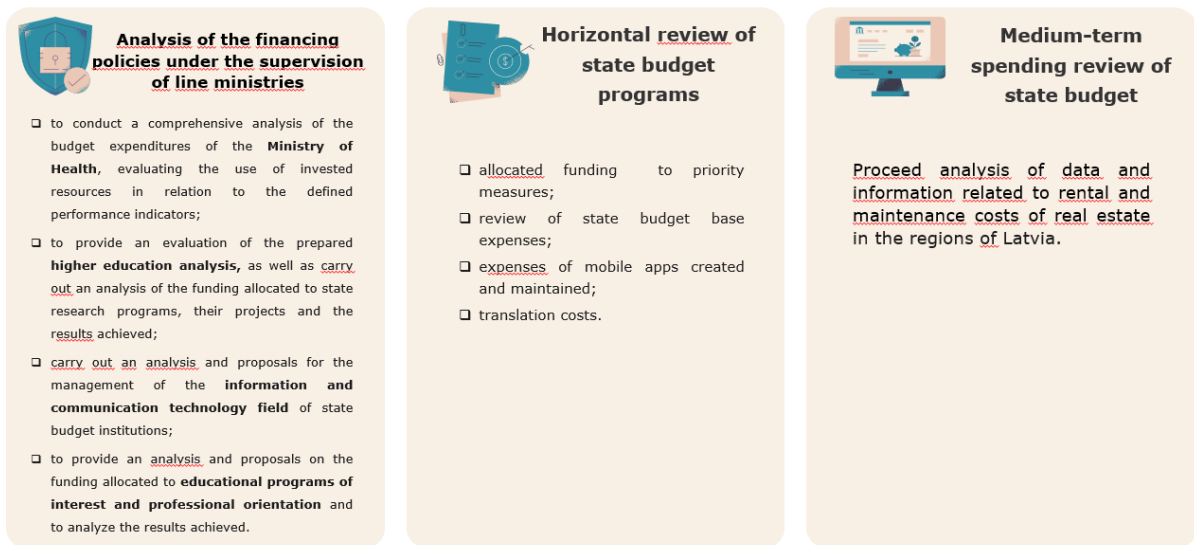 Analysis of the financing
policies under the supervision
of line ministries
❑ to conduct a comprehensive analysis of the
budget expenditures of the Ministry of
Health, evaluating the use of invested
resources in relation to the defined
performance indicators;
❑ to provide an evaluation of the prepared
higher education analysis, as well as carry
out an analysis of the funding allocated to state
research programs, their projects and the
results achieved;
❑ carry out an analysis and proposals for the
management of the information and
communication technology field of state
budget institutions;
❑ to provide an analysis and proposals on the
funding allocated to educational programs of
interest and professional orientation and
to analyze the results achieved.
Horizontal review of
state budget
programs
❑ allocated funding to priority
measures;
❑ review of state budget base
expenses;
❑ expenses of mobile apps created
and maintained;
❑ translation costs.
Medium-term
spending review of
state budget
Proceed analysis of data and
information related to rental and
maintenance costs of real estate
in the regions of Latvia.